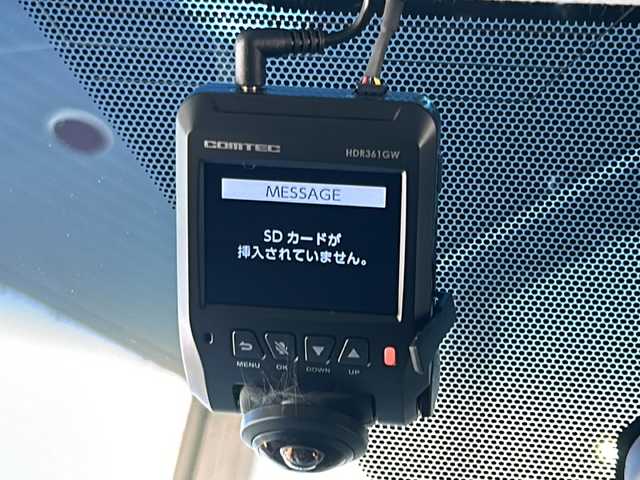 COMTEC
HDR361GW
MESSAGE
SDカードが
挿入されていません。
MENU OK DOWN UP